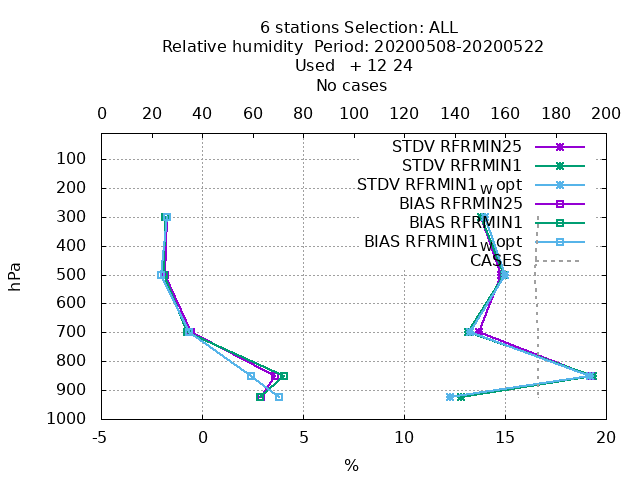 6 stations Selection: ALL
Relative humidity  Period: 20200508-20200522
Used   + 12 24
No cases
0 20 40 60 80 100 120 140 160 180 200
STDV RFRMIN25
STDV RFRMIN1
STDV RFRMIN1w opt
BIAS RFRMIN25
BIAS RFRMIN1
BIAS RFRMIN1w opt
CASES
hPa
100
200
300
400
500
600
700
800
900
1000
-5 0 5 10 15 20
%